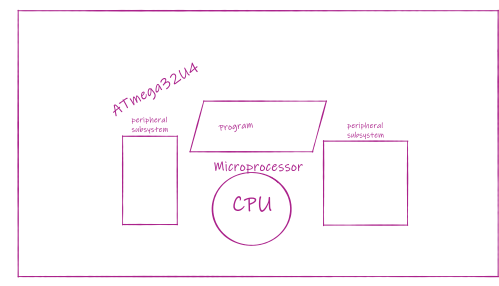 ATmega32U4
peripheral
subsystem
Program
peripheral
subsystem
Microprocessor
CPU